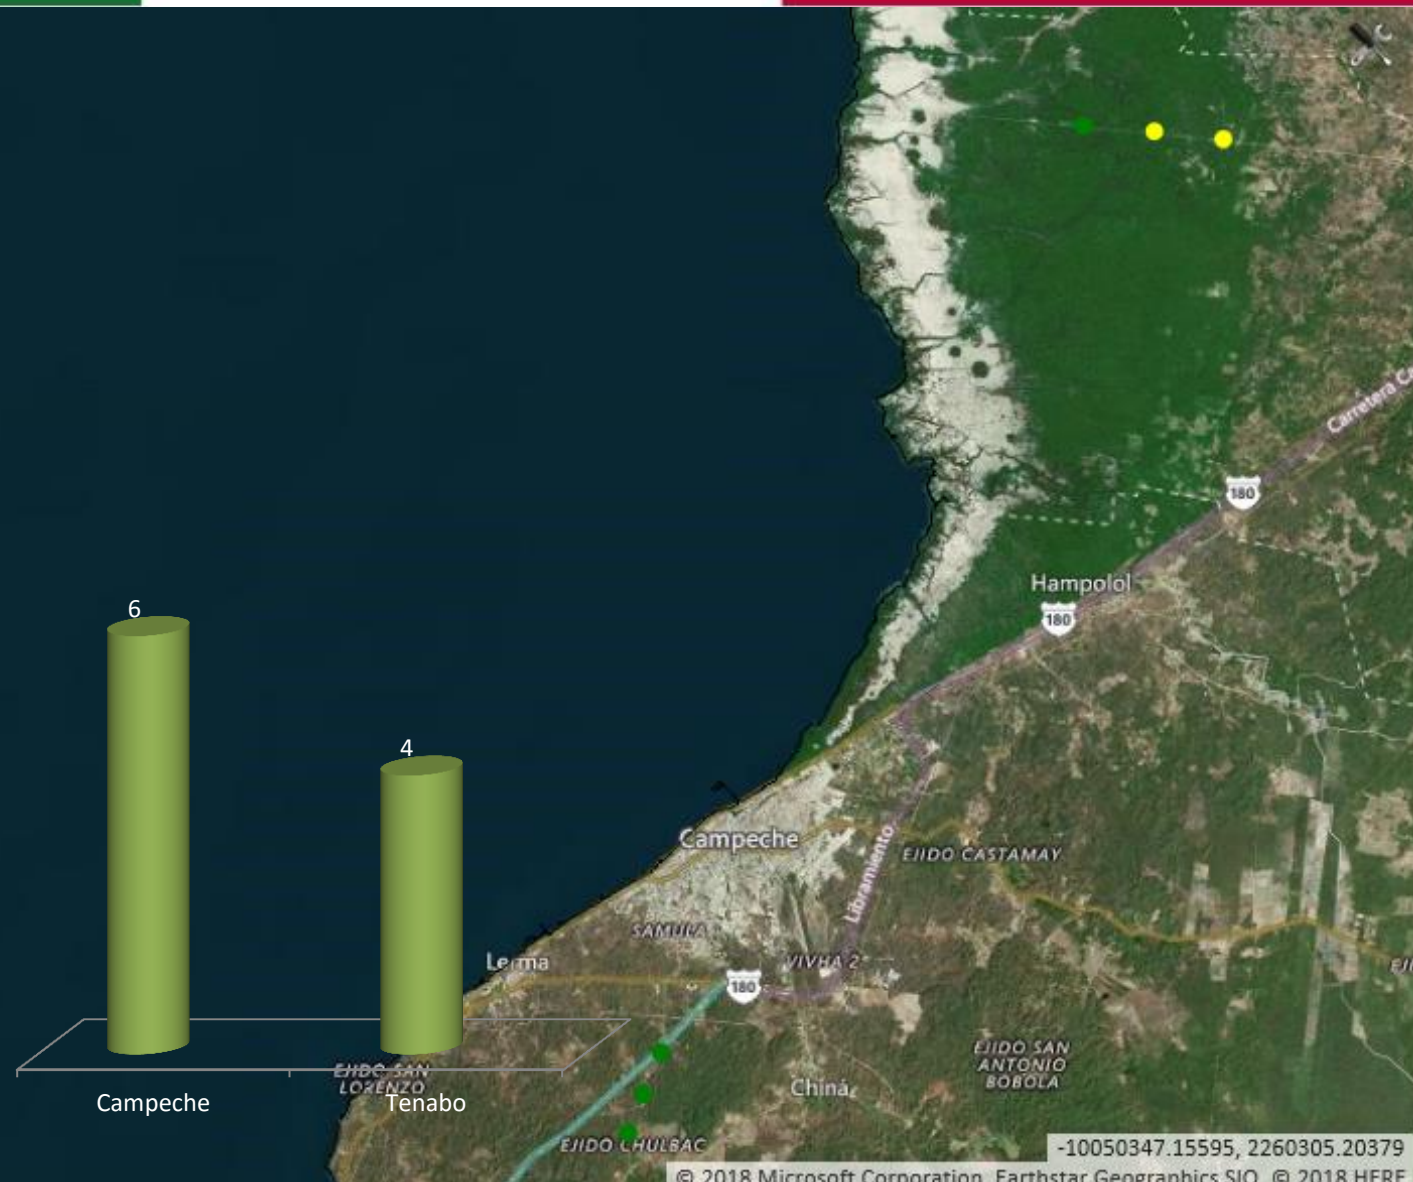 Carretera
180
Hampolol
180
6
4
Campeche
Libramiento
EJIDO CASTAMAY
SAMULA
Lerma
VIVHA 2
180
EJIDO SAN
LORENZO
EJIDO SAN
ANTONIO
BOBOLA
Chiná
Campeche
Tenabo
EJIDO CHULBAC
-10050347.15595, 2260305.20379
© 2018 Microsoft Corporation, Earthstar Geographics SIO, © 2018 HERE